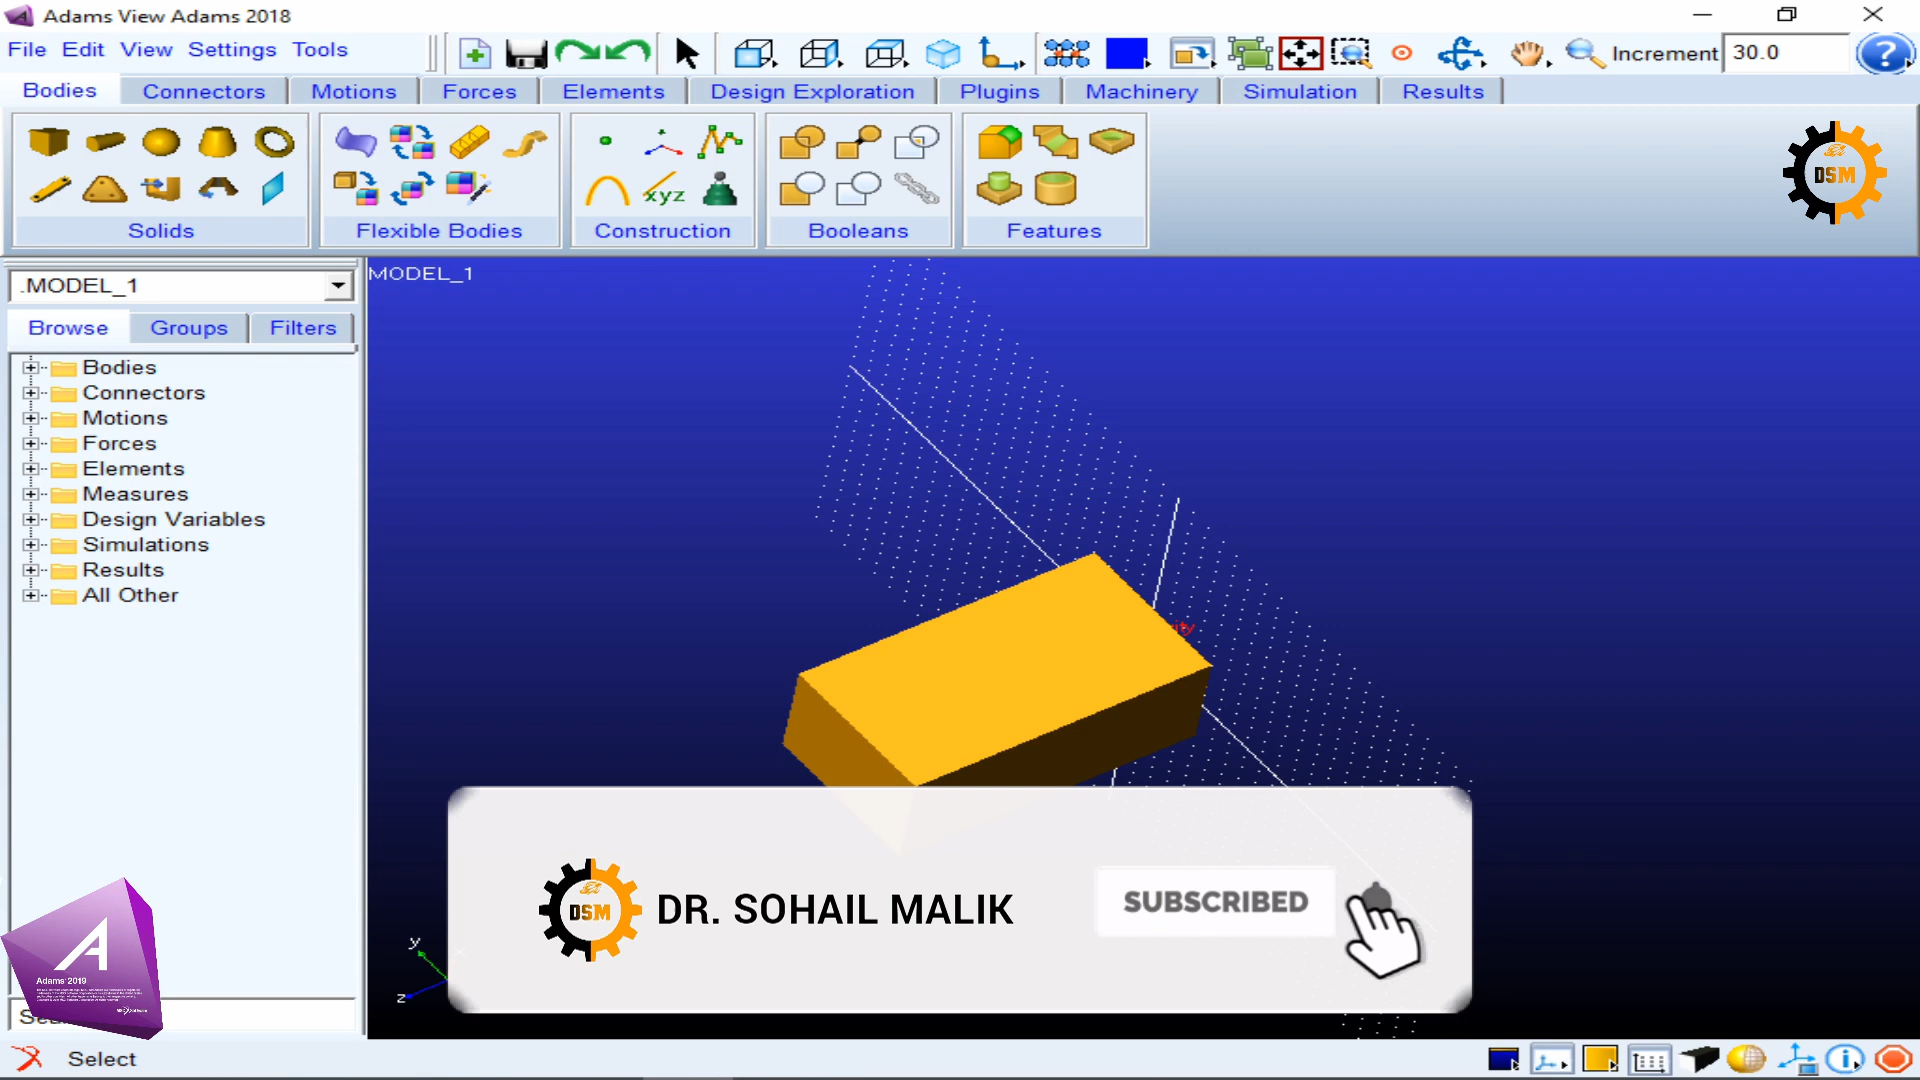 Adams View Adams 2018
File Edit View Settings Tools
Increment 30.0
Bodies Connectors Motions Forces Elements Design Exploration Plugins Machinery Simulation Results
xyz
DSM
Solids Flexible Bodies Construction Booleans Features
.MODEL_1
MODEL_1
Browse Groups Filters
Bodies
Connectors
Motions
Forces
Elements
Measures
Design Variables
Simulations
Results
All Other
DSM
DR. SOHAIL MALIK
SUBSCRIBED
y
z
A
Adams 2019
Select